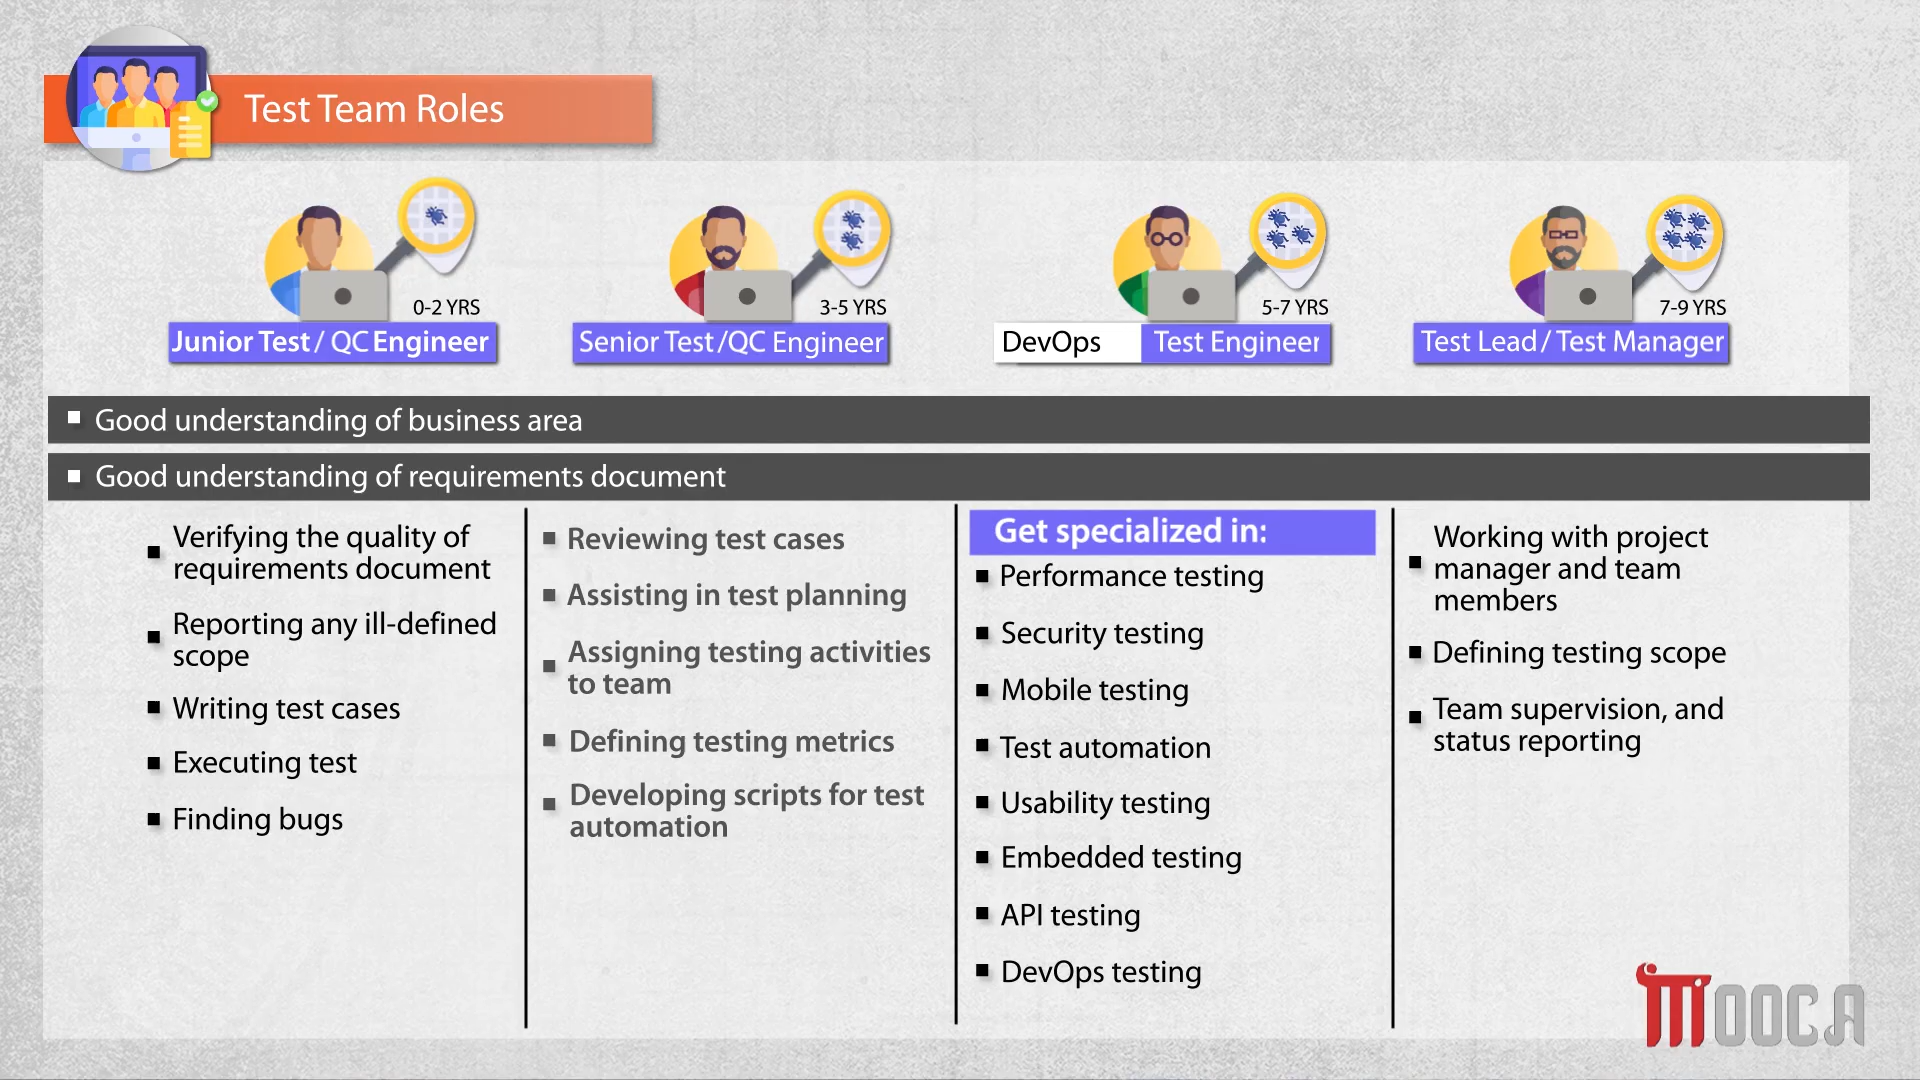 Test Team Roles
0-2 YRS
Junior Test / QC Engineer
3-5 YRS
Senior Test /QC Engineer
5-7 YRS
DevOps Test Engineer
7-9 YRS
Test Lead / Test Manager
Good understanding of business area
Good understanding of requirements document
Verifying the quality of
requirements document
Reporting any ill-defined
scope
Writing test cases
Executing test
Finding bugs
Reviewing test cases
Assisting in test planning
Assigning testing activities
to team
Defining testing metrics
Developing scripts for test
automation
Get specialized in:
Performance testing
Security testing
Mobile testing
Test automation
Usability testing
Embedded testing
API testing
DevOps testing
Working with project
manager and team
members
Defining testing scope
Team supervision, and
status reporting
MOOCA